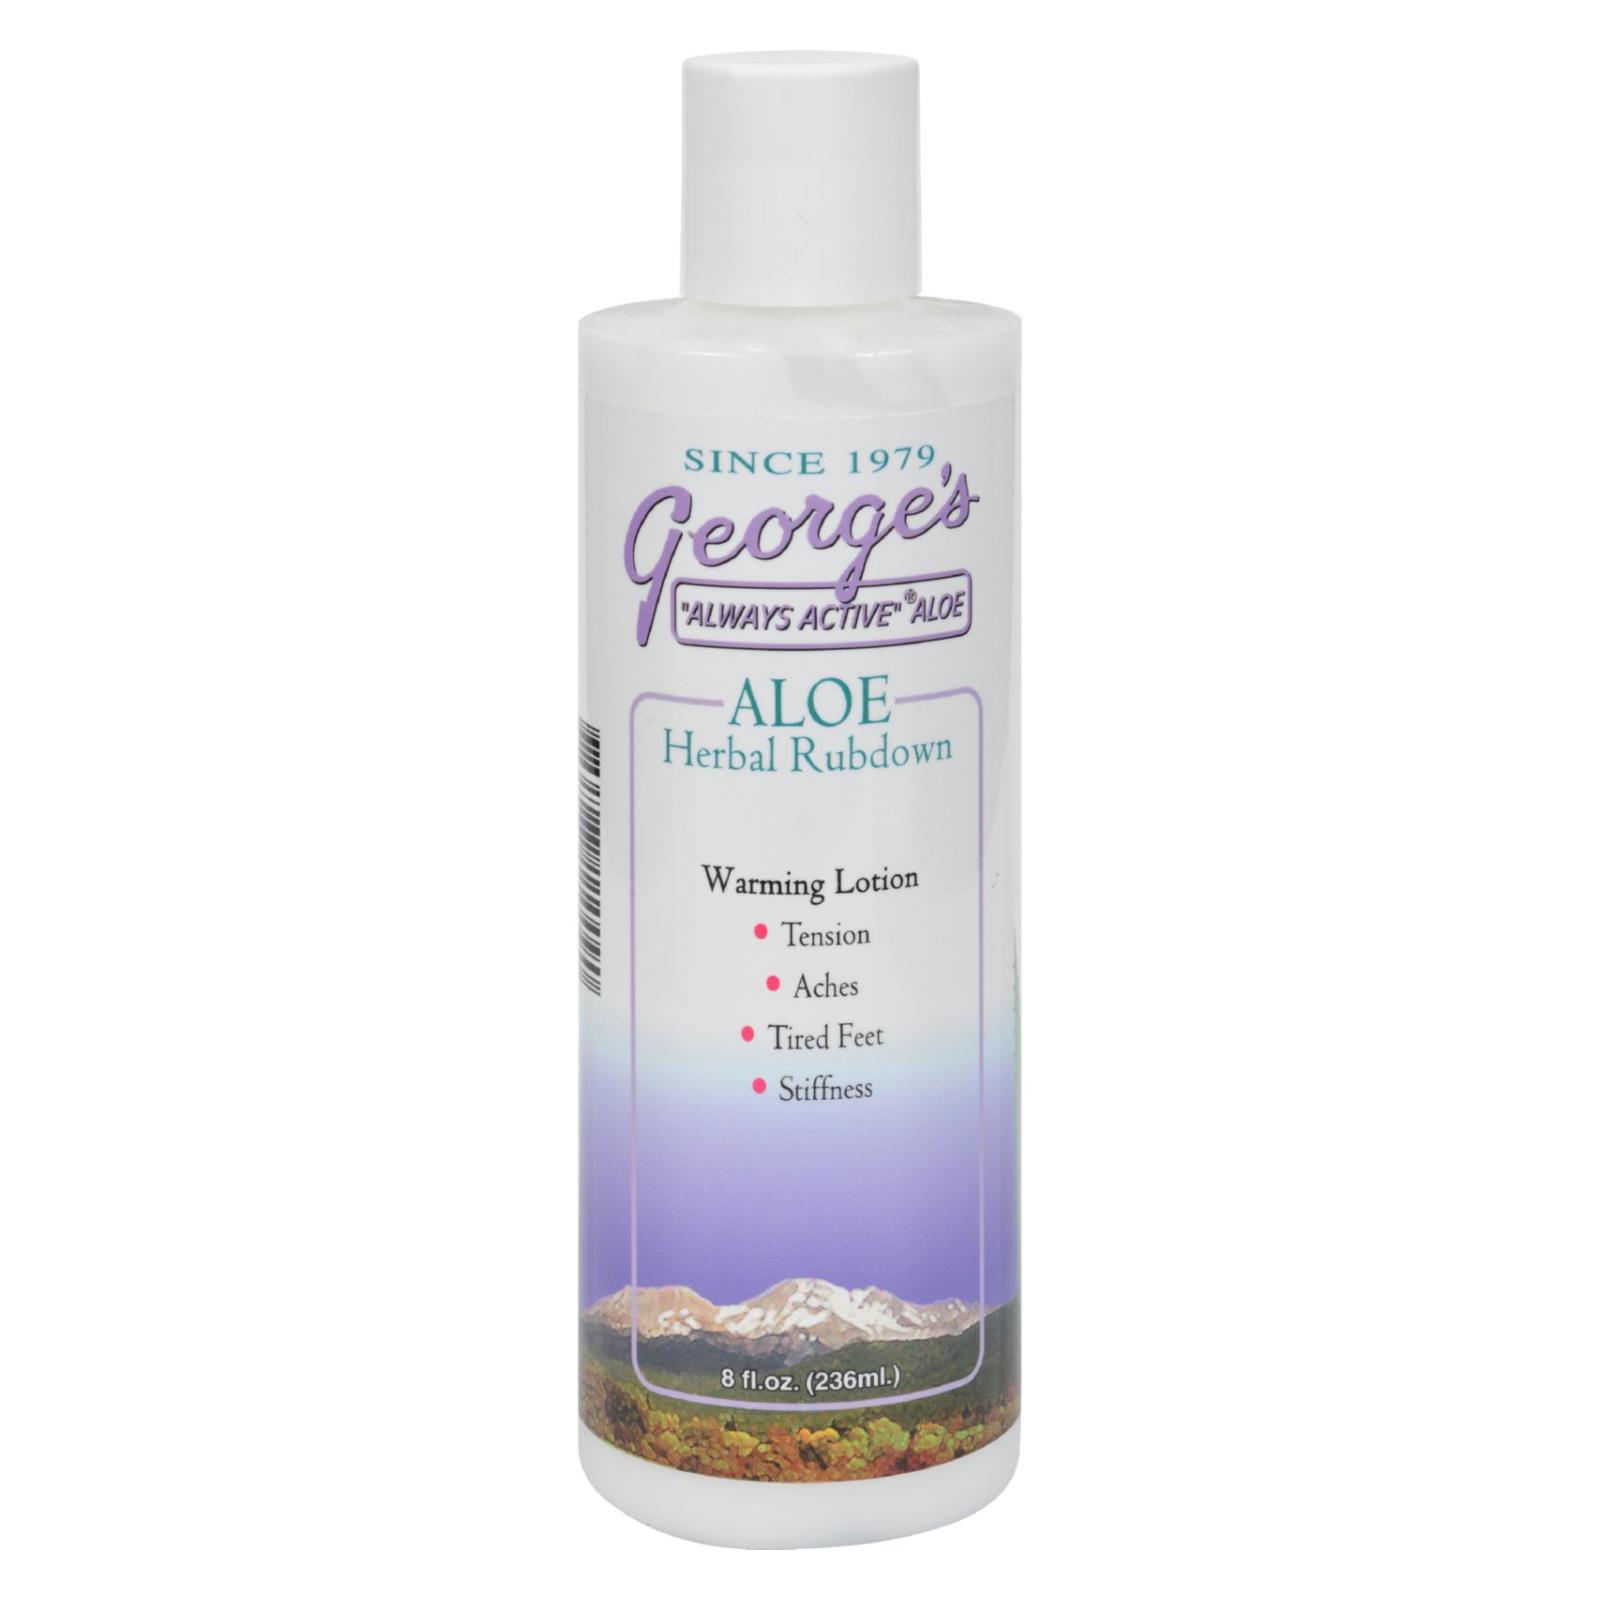 SINCE 1979
George's
"ALWAYS ACTIVE"® ALOE
ALOE
Herbal Rubdown
Warming Lotion
• Tension
• Aches
• Tired Feet
• Stiffness
8 fl.oz. (236ml.)